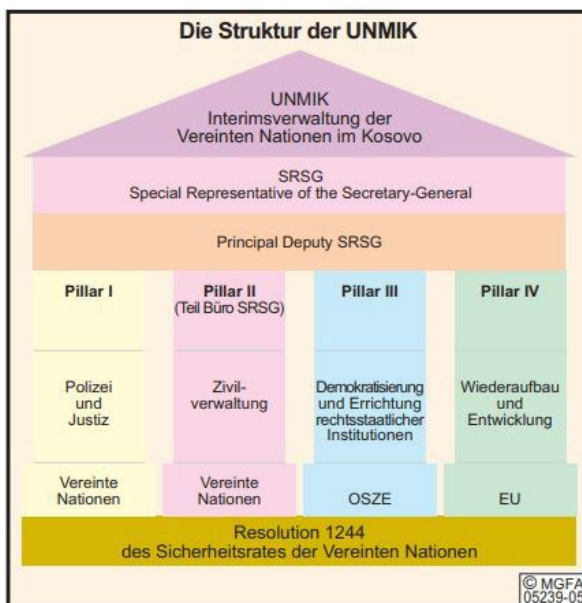 Die Struktur der UNMIK
UNMIK
Interimsverwaltung der
Vereinten Nationen im Kosovo
SRSG
Special Representative of the Secretary-General
Principal Deputy SRSG
Pillar I
Pillar II
(Teil Büro SRSG)
Pillar III
Pillar IV
Polizei
und
Justiz
Zivil-
verwaltung
Demokratisierung
und Errichtung
rechtsstaatlicher
Institutionen
Wiederaufbau
und
Entwicklung
Vereinte
Nationen
Vereinte
Nationen
OSZE
EU
Resolution 1244
des Sicherheitsrates der Vereinten Nationen
© MGFA
05239-05